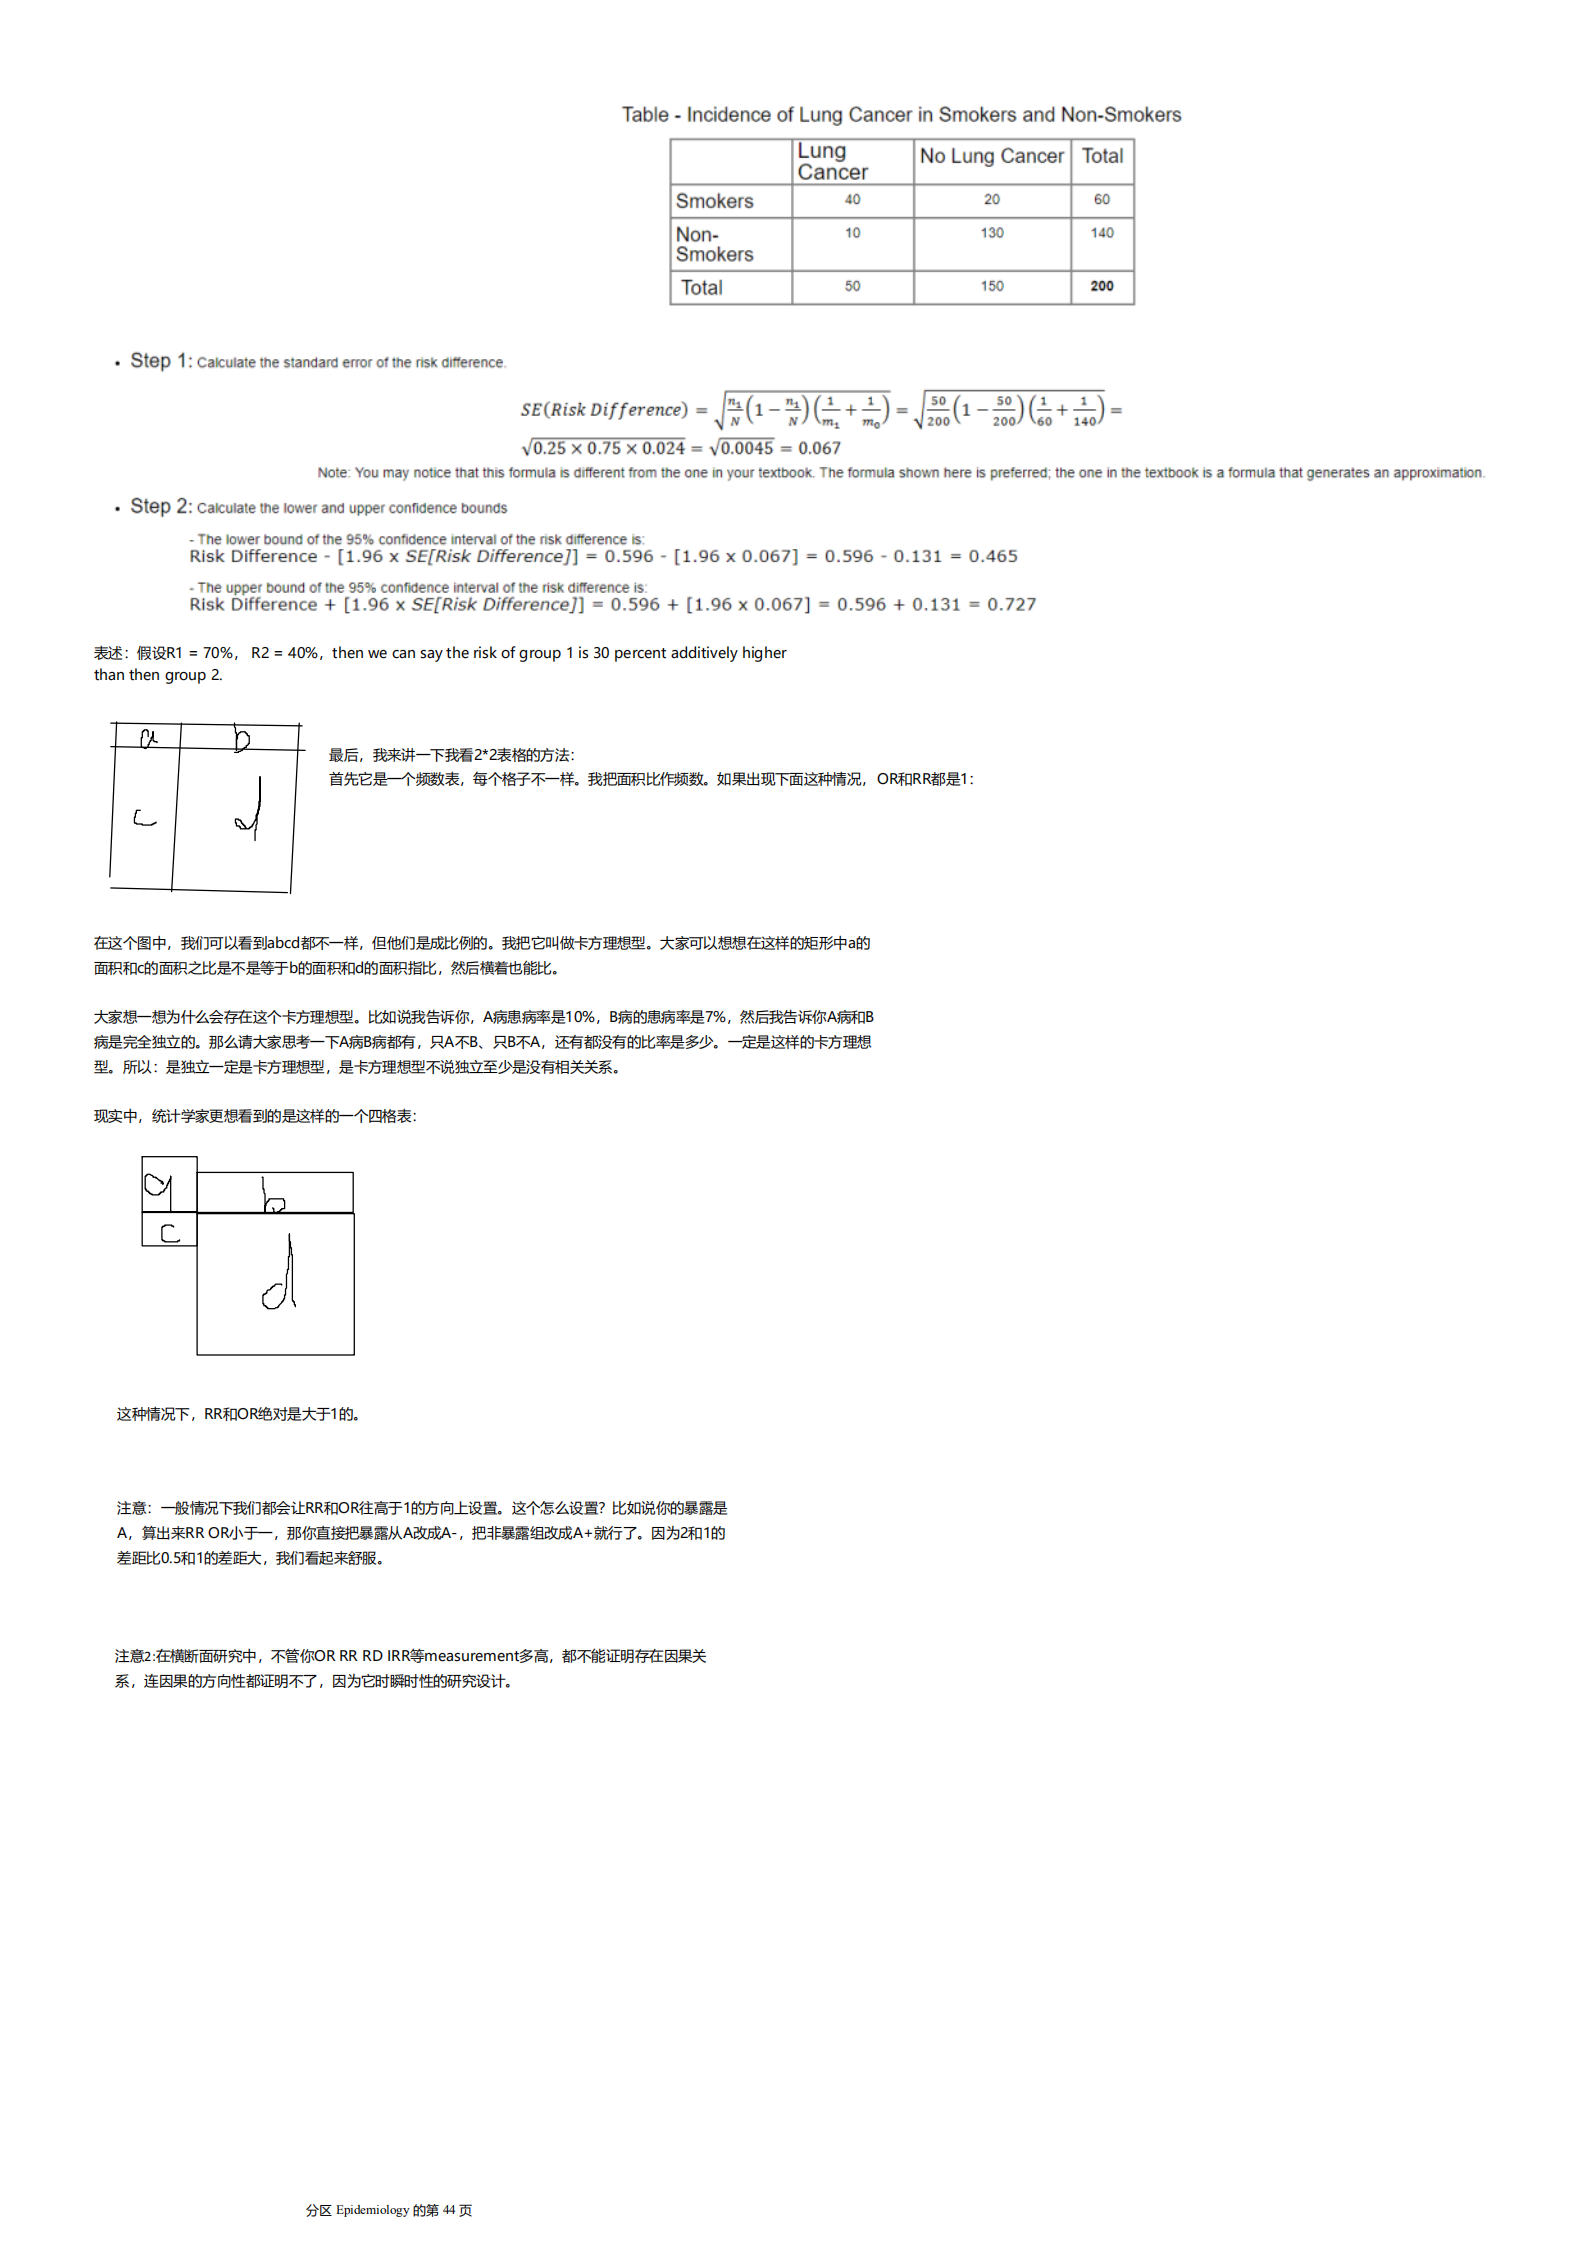 Table - Incidence of Lung Cancer in Smokers and Non-Smokers
Lung Cancer No Lung Cancer Total
Smokers 40 20 60
Non-Smokers 10 130 140
Total 50 150 200
• Step 1: Calculate the standard error of the risk difference.
SE(Risk Difference) = √(n₁/N (1 − n₁/N)(1/m₁ + 1/m₀)) = √(50/200 (1 − 50/200)(1/60 + 1/140)) =
√(0.25 × 0.75 × 0.024) = √0.0045 = 0.067
Note: You may notice that this formula is different from the one in your textbook. The formula shown here is preferred; the one in the textbook is a formula that generates an approximation.
• Step 2: Calculate the lower and upper confidence bounds
- The lower bound of the 95% confidence interval of the risk difference is:
Risk Difference - [1.96 x SE[Risk Difference]] = 0.596 - [1.96 x 0.067] = 0.596 - 0.131 = 0.465
- The upper bound of the 95% confidence interval of the risk difference is:
Risk Difference + [1.96 x SE[Risk Difference]] = 0.596 + [1.96 x 0.067] = 0.596 + 0.131 = 0.727
表述：假设R1 = 70%， R2 = 40%，then we can say the risk of group 1 is 30 percent additively higher
than then group 2.
a b
c d
最后，我来讲一下我看2*2表格的方法：
首先它是一个频数表，每个格子不一样。我把面积比作频数。如果出现下面这种情况，OR和RR都是1：
在这个图中，我们可以看到abcd都不一样，但他们是成比例的。我把它叫做卡方理想型。大家可以想想在这样的矩形中a的
面积和c的面积之比是不是等于b的面积和d的面积指比，然后横着也能比。
大家想一想为什么会存在这个卡方理想型。比如说我告诉你，A病患病率是10%，B病的患病率是7%，然后我告诉你A病和B
病是完全独立的。那么请大家思考一下A病B病都有，只A不B、只B不A，还有都没有的比率是多少。一定是这样的卡方理想
型。所以：是独立一定是卡方理想型，是卡方理想型不说独立至少是没有相关关系。
现实中，统计学家更想看到的是这样的一个四格表：
a b
c d
这种情况下，RR和OR绝对是大于1的。
注意：一般情况下我们都会让RR和OR往高于1的方向上设置。这个怎么设置？比如说你的暴露是
A，算出来RR OR小于一，那你直接把暴露从A改成A-，把非暴露组改成A+就行了。因为2和1的
差距比0.5和1的差距大，我们看起来舒服。
注意2:在横断面研究中，不管你OR RR RD IRR等measurement多高，都不能证明存在因果关
系，连因果的方向性都证明不了，因为它时瞬时性的研究设计。
分区 Epidemiology 的第 44 页